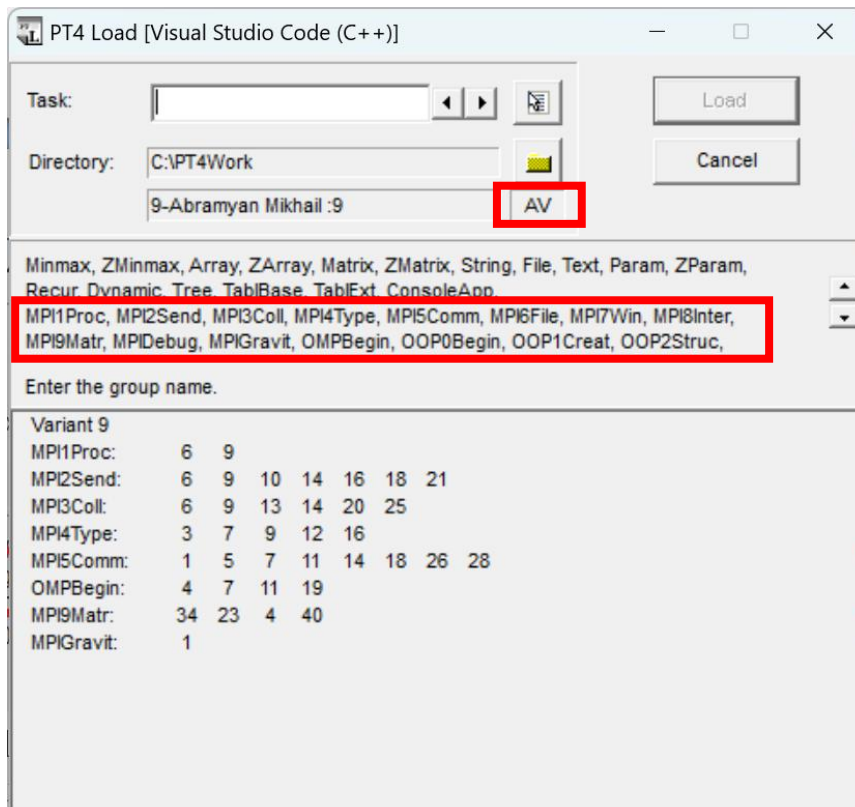 PT4 Load [Visual Studio Code (C++)]
Task:
Load
Directory: C:\PT4Work
Cancel
9-Abramyan Mikhail :9 AV
Minmax, ZMinmax, Array, ZArray, Matrix, ZMatrix, String, File, Text, Param, ZParam,
Recur, Dynamic, Tree, TablBase, TablExt, ConsoleApp,
MPI1Proc, MPI2Send, MPI3Coll, MPI4Type, MPI5Comm, MPI6File, MPI7Win, MPI8Inter,
MPI9Matr, MPIDebug, MPIGravit, OMPBegin, OOP0Begin, OOP1Creat, OOP2Struc,
Enter the group name.
Variant 9
MPI1Proc: 6 9
MPI2Send: 6 9 10 14 16 18 21
MPI3Coll: 6 9 13 14 20 25
MPI4Type: 3 7 9 12 16
MPI5Comm: 1 5 7 11 14 18 26 28
OMPBegin: 4 7 11 19
MPI9Matr: 34 23 4 40
MPIGravit: 1